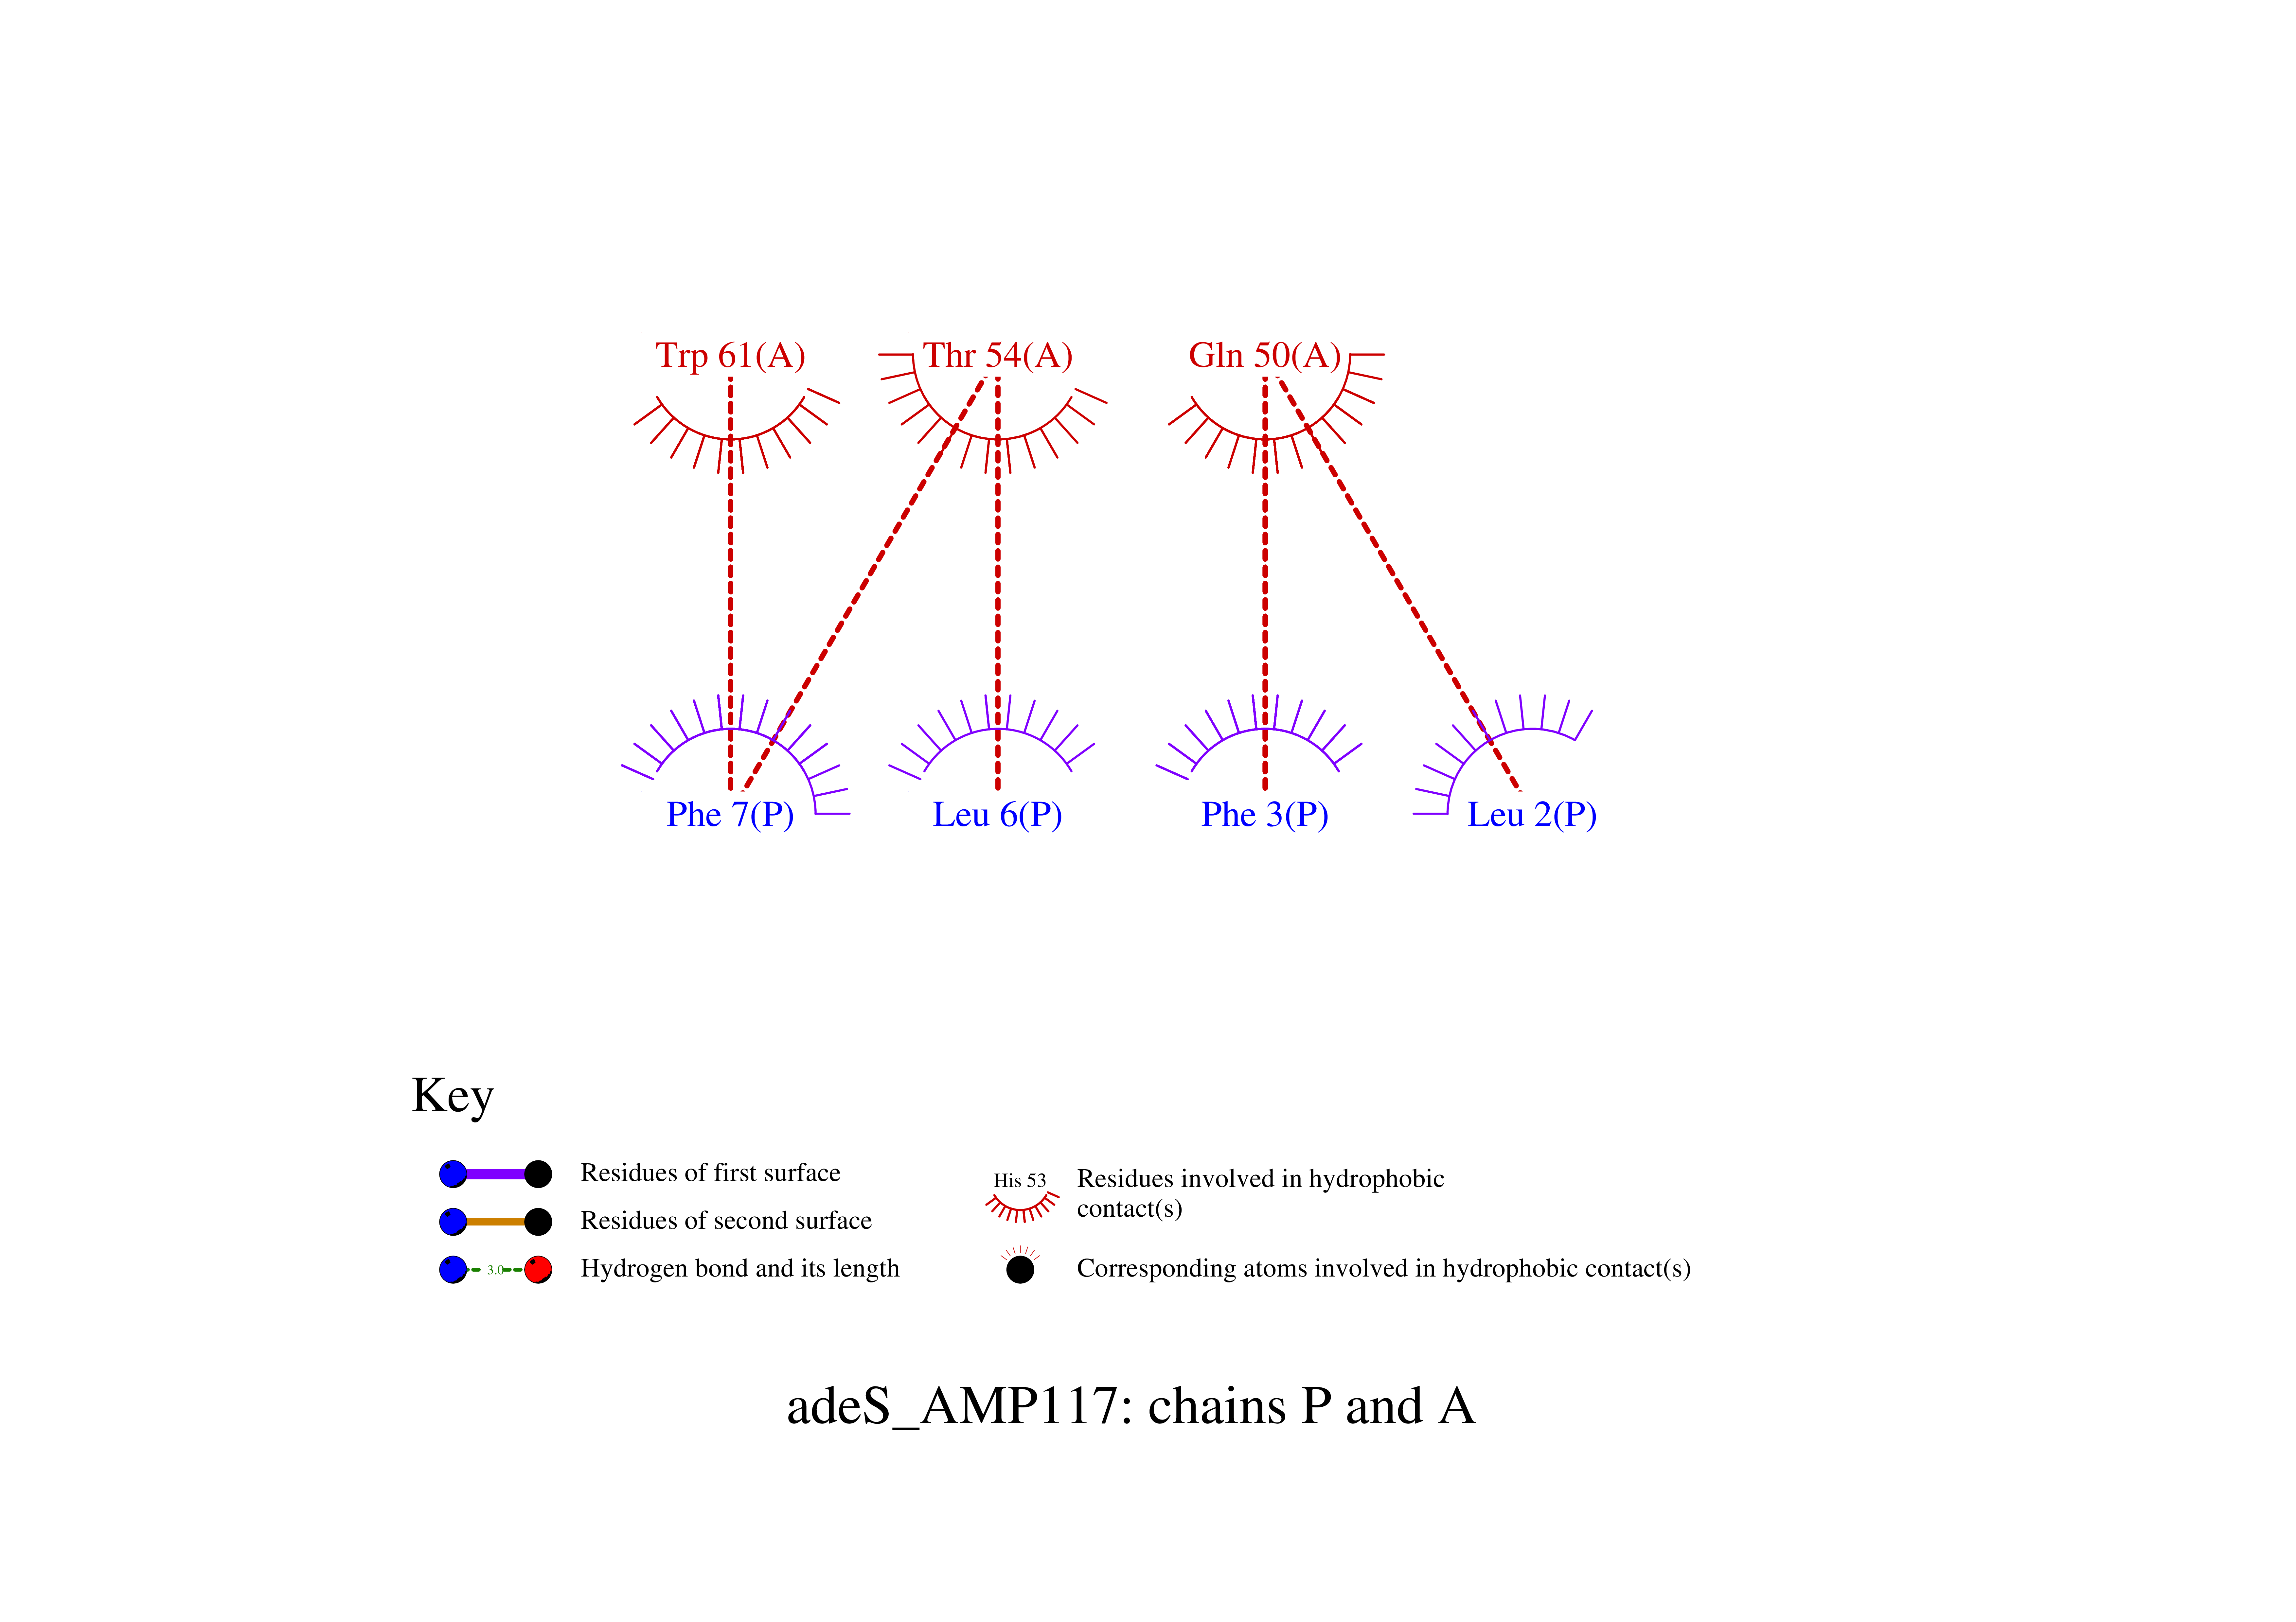 Trp 61(A) Thr 54(A) Gln 50(A)
Phe 7(P) Leu 6(P) Phe 3(P) Leu 2(P)
Key
Residues of first surface
Residues of second surface
3.0 Hydrogen bond and its length
His 53 Residues involved in hydrophobic
contact(s)
Corresponding atoms involved in hydrophobic contact(s)
adeS_AMP117: chains P and A